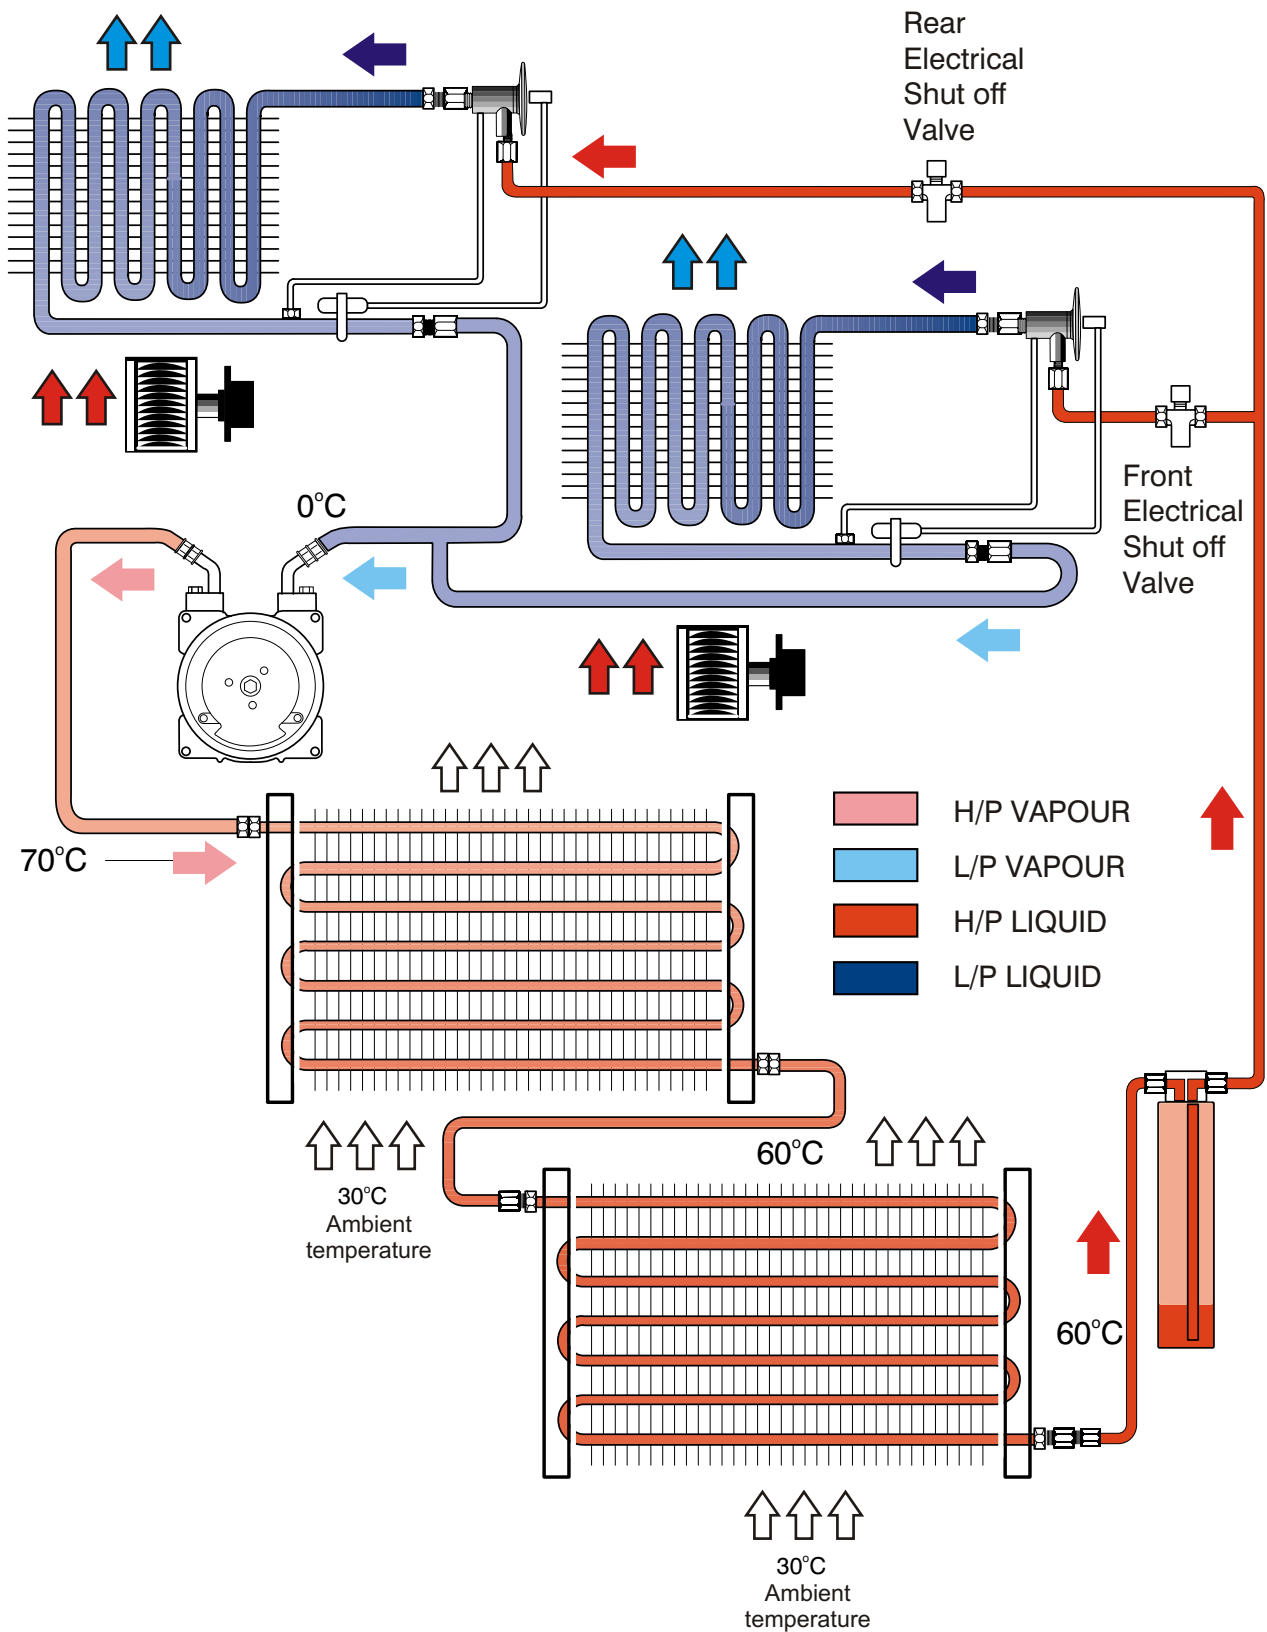 Rear
Electrical
Shut off
Valve
Front
Electrical
Shut off
Valve
0°C
70°C
H/P VAPOUR
L/P VAPOUR
H/P LIQUID
L/P LIQUID
60°C
30°C
Ambient
temperature
60°C
30°C
Ambient
temperature